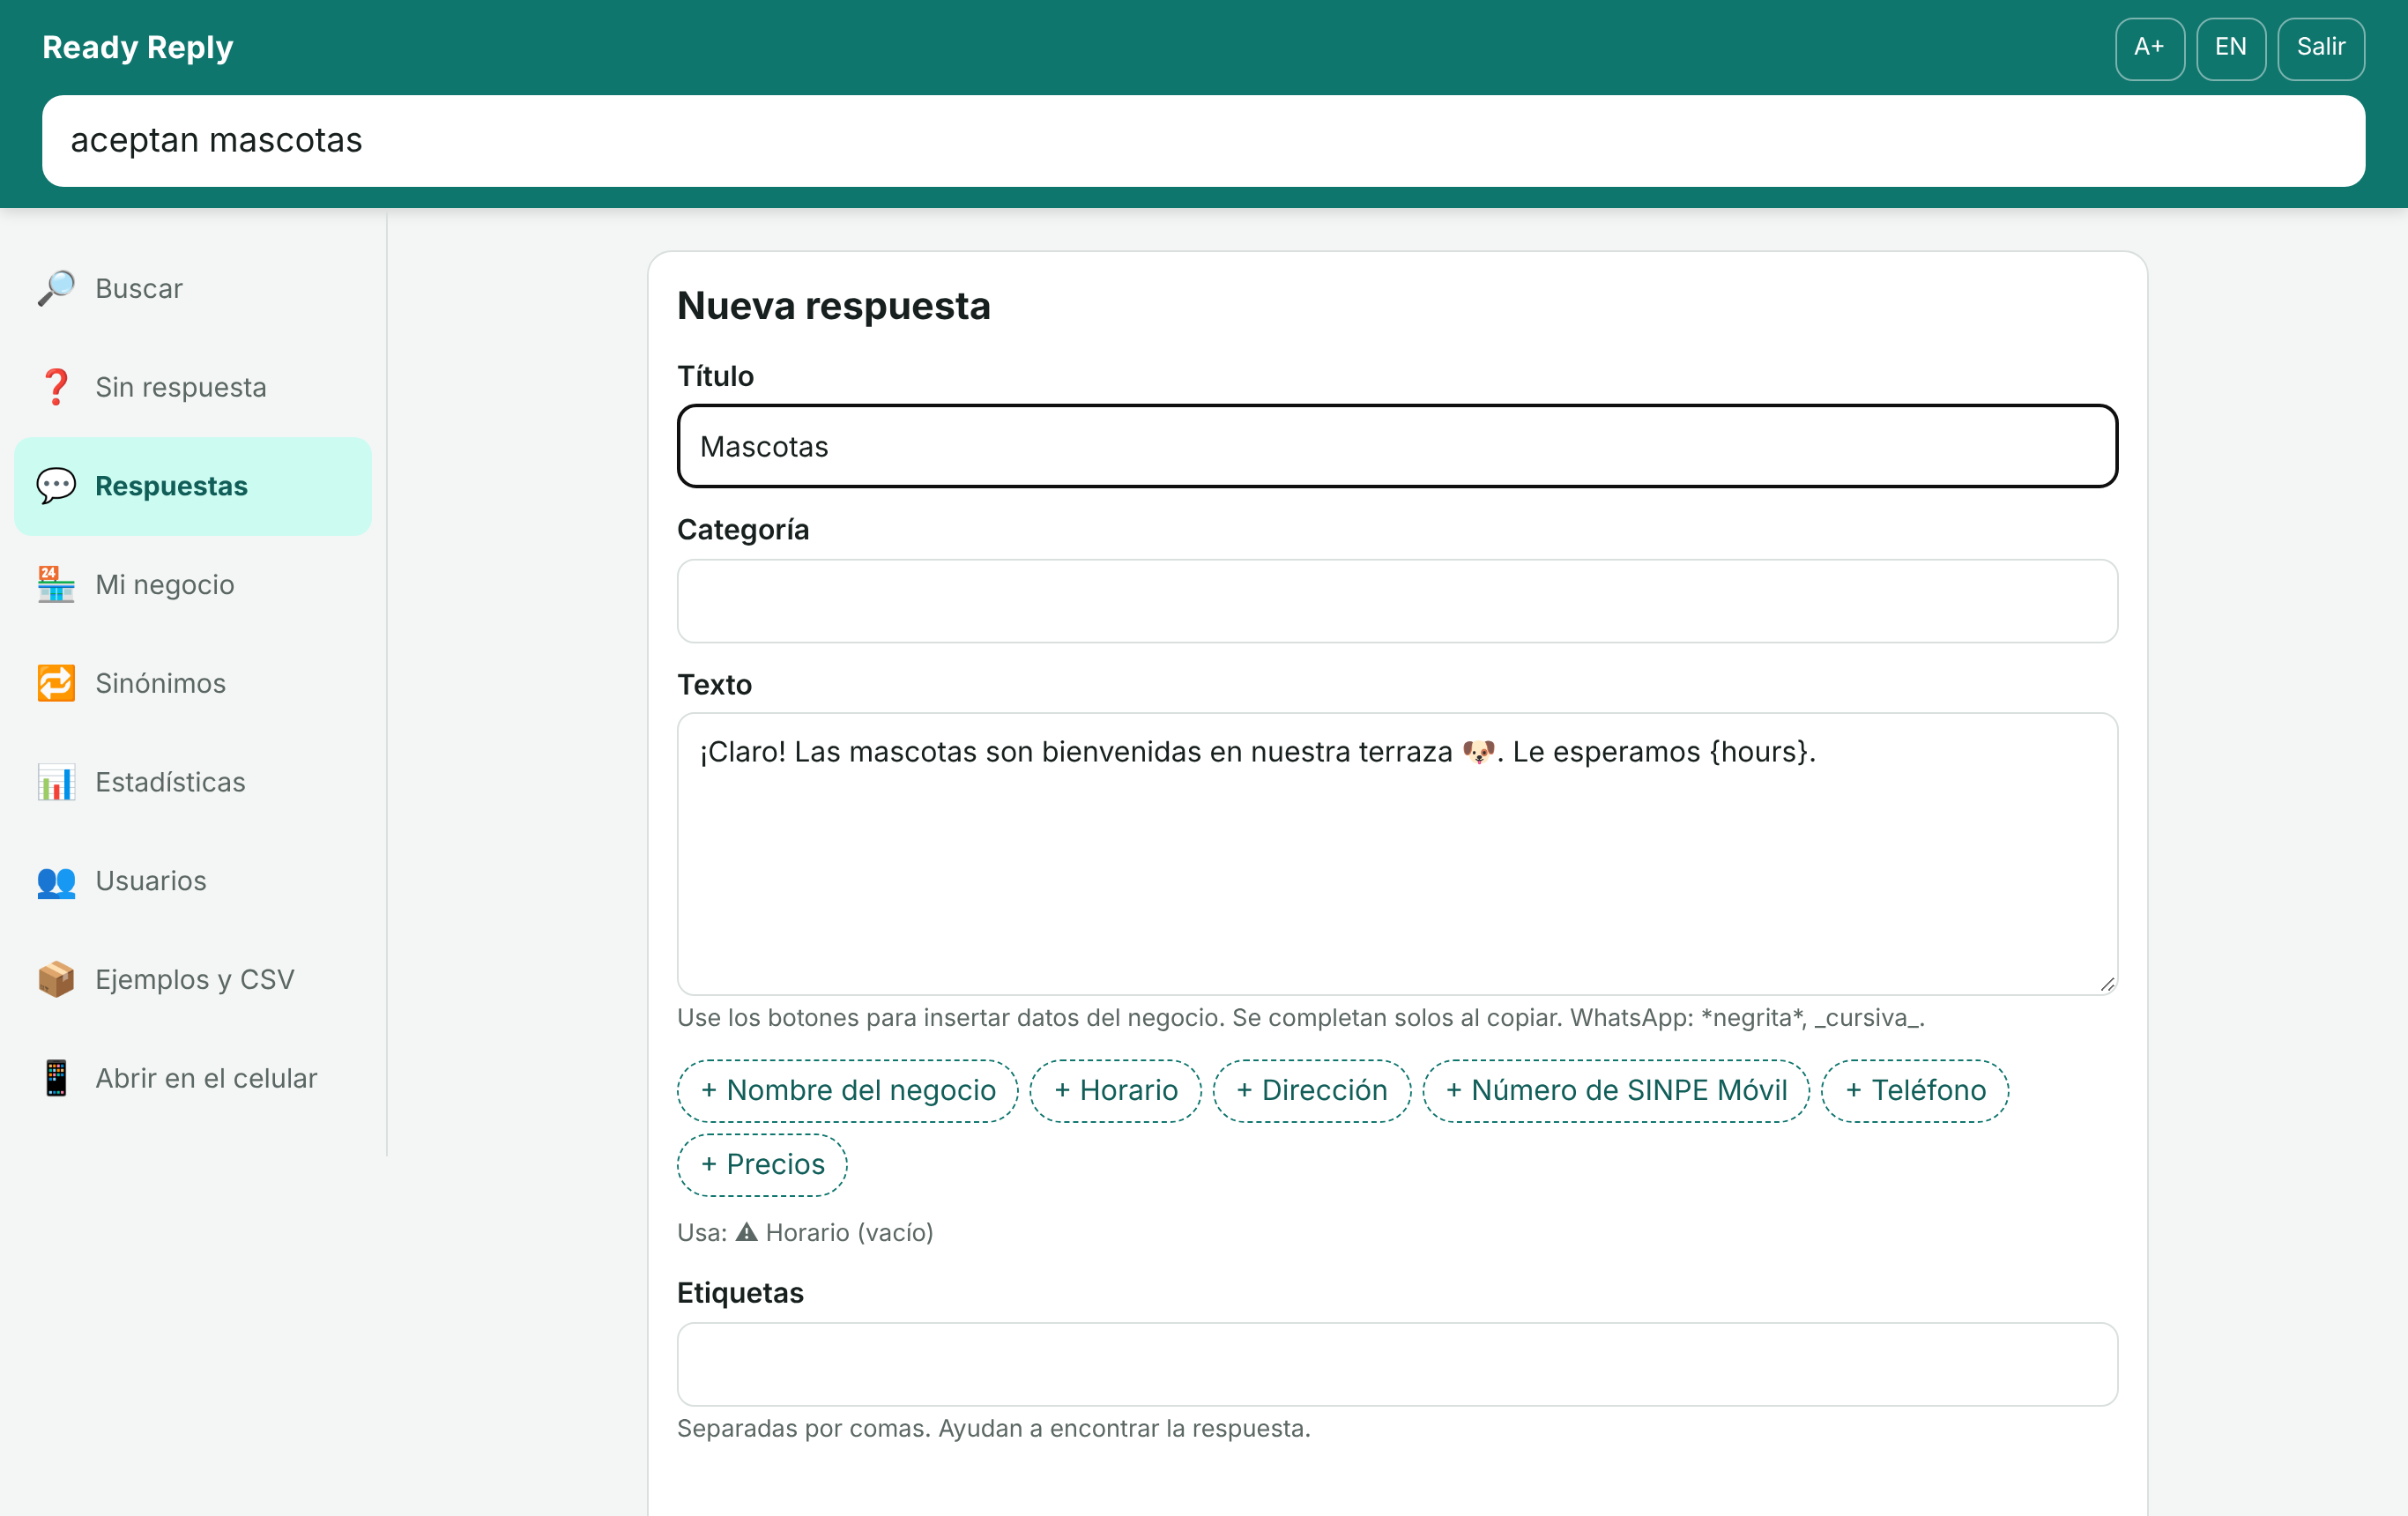 Ready Reply
A+ EN Salir
aceptan mascotas
🔎 Buscar
❓ Sin respuesta
💬 Respuestas
🏪 Mi negocio
🔁 Sinónimos
📊 Estadísticas
👥 Usuarios
📦 Ejemplos y CSV
📱 Abrir en el celular
Nueva respuesta
Título
Mascotas
Categoría
Texto
¡Claro! Las mascotas son bienvenidas en nuestra terraza 🐶. Le esperamos {hours}.
Use los botones para insertar datos del negocio. Se completan solos al copiar. WhatsApp: *negrita*, _cursiva_.
+ Nombre del negocio + Horario + Dirección + Número de SINPE Móvil + Teléfono
+ Precios
Usa: ⚠ Horario (vacío)
Etiquetas
Separadas por comas. Ayudan a encontrar la respuesta.